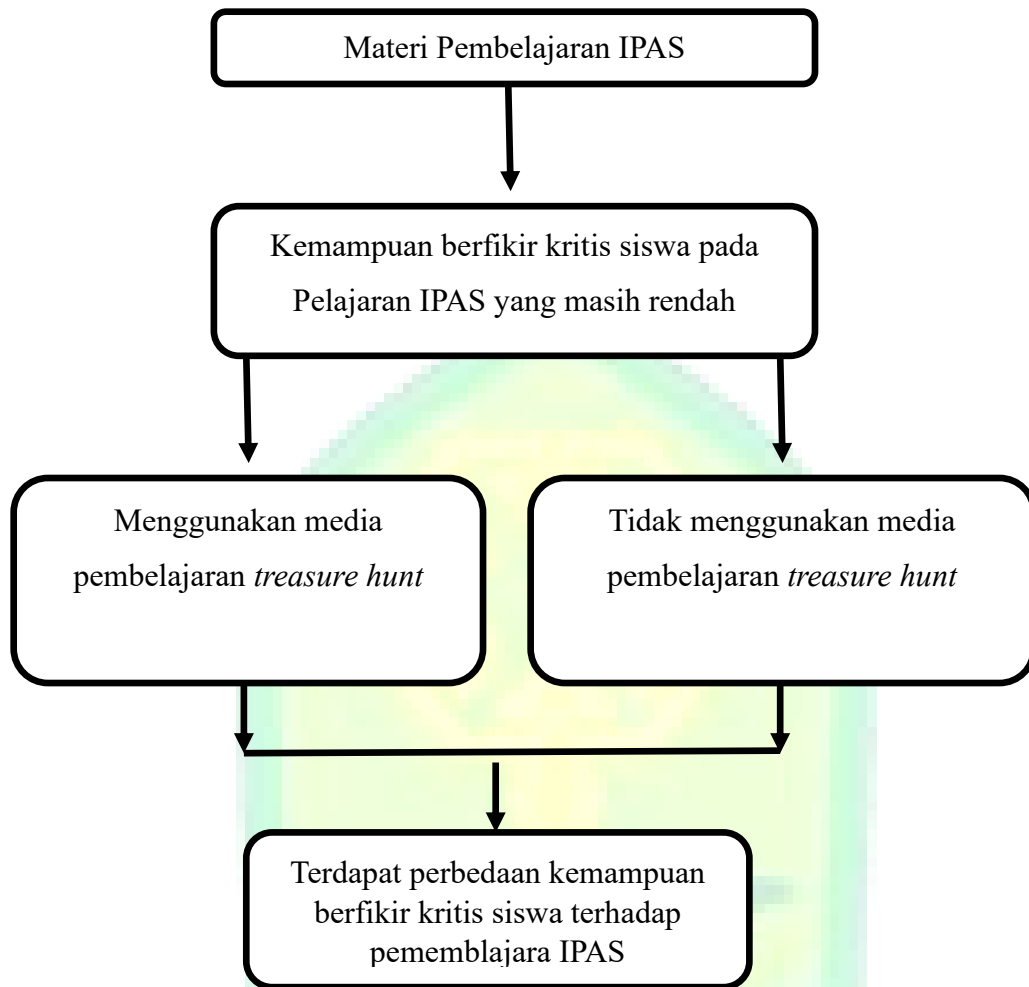 Materi Pembelajaran IPAS
Kemampuan berfikir kritis siswa pada
Pelajaran IPAS yang masih rendah
Menggunakan media
pembelajaran treasure hunt
Tidak menggunakan media
pembelajaran treasure hunt
Terdapat perbedaan kemampuan
berfikir kritis siswa terhadap
pememblajara IPAS